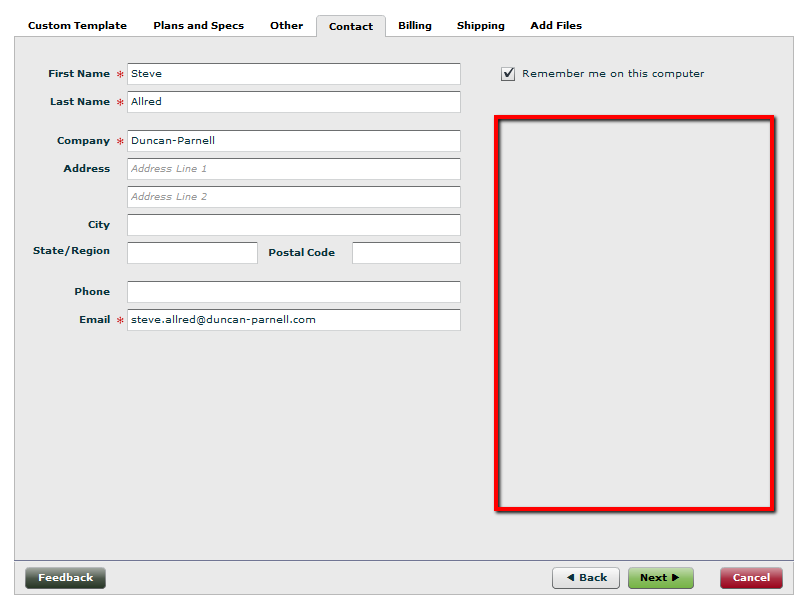 Custom Template Plans and Specs Other Contact Billing Shipping Add Files
First Name * Steve
Remember me on this computer
Last Name * Allred
Company * Duncan-Parnell
Address Address Line 1
Address Line 2
City
State/Region Postal Code
Phone
Email * steve.allred@duncan-parnell.com
Feedback Back Next Cancel